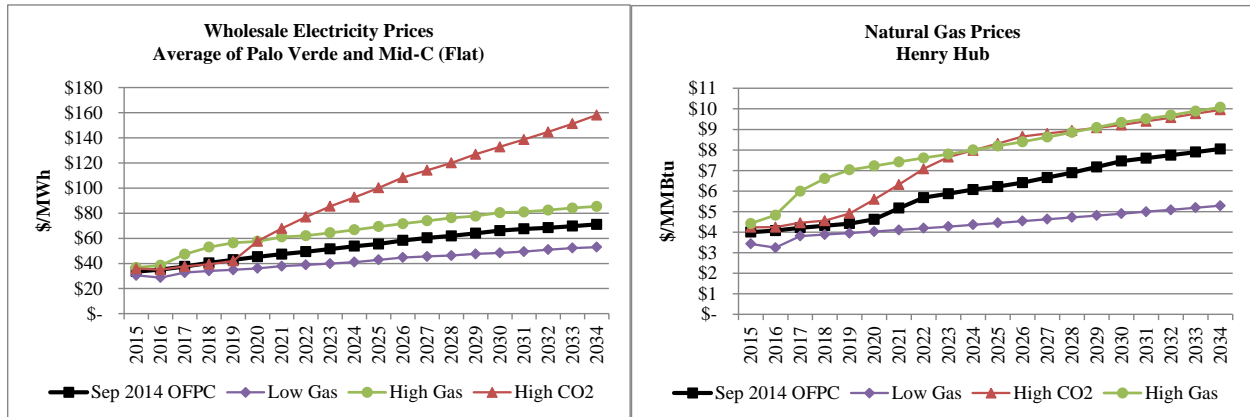 Wholesale Electricity Prices
Average of Palo Verde and Mid-C (Flat)
$/MWh
$180
$160
$140
$120
$100
$80
$60
$40
$20
$-
2015 2016 2017 2018 2019 2020 2021 2022 2023 2024 2025 2026 2027 2028 2029 2030 2031 2032 2033 2034
Sep 2014 OFPC Low Gas High Gas High CO2
Natural Gas Prices
Henry Hub
$/MMBtu
$11
$10
$9
$8
$7
$6
$5
$4
$3
$2
$1
$-
2015 2016 2017 2018 2019 2020 2021 2022 2023 2024 2025 2026 2027 2028 2029 2030 2031 2032 2033 2034
Sep 2014 OFPC Low Gas High CO2 High Gas